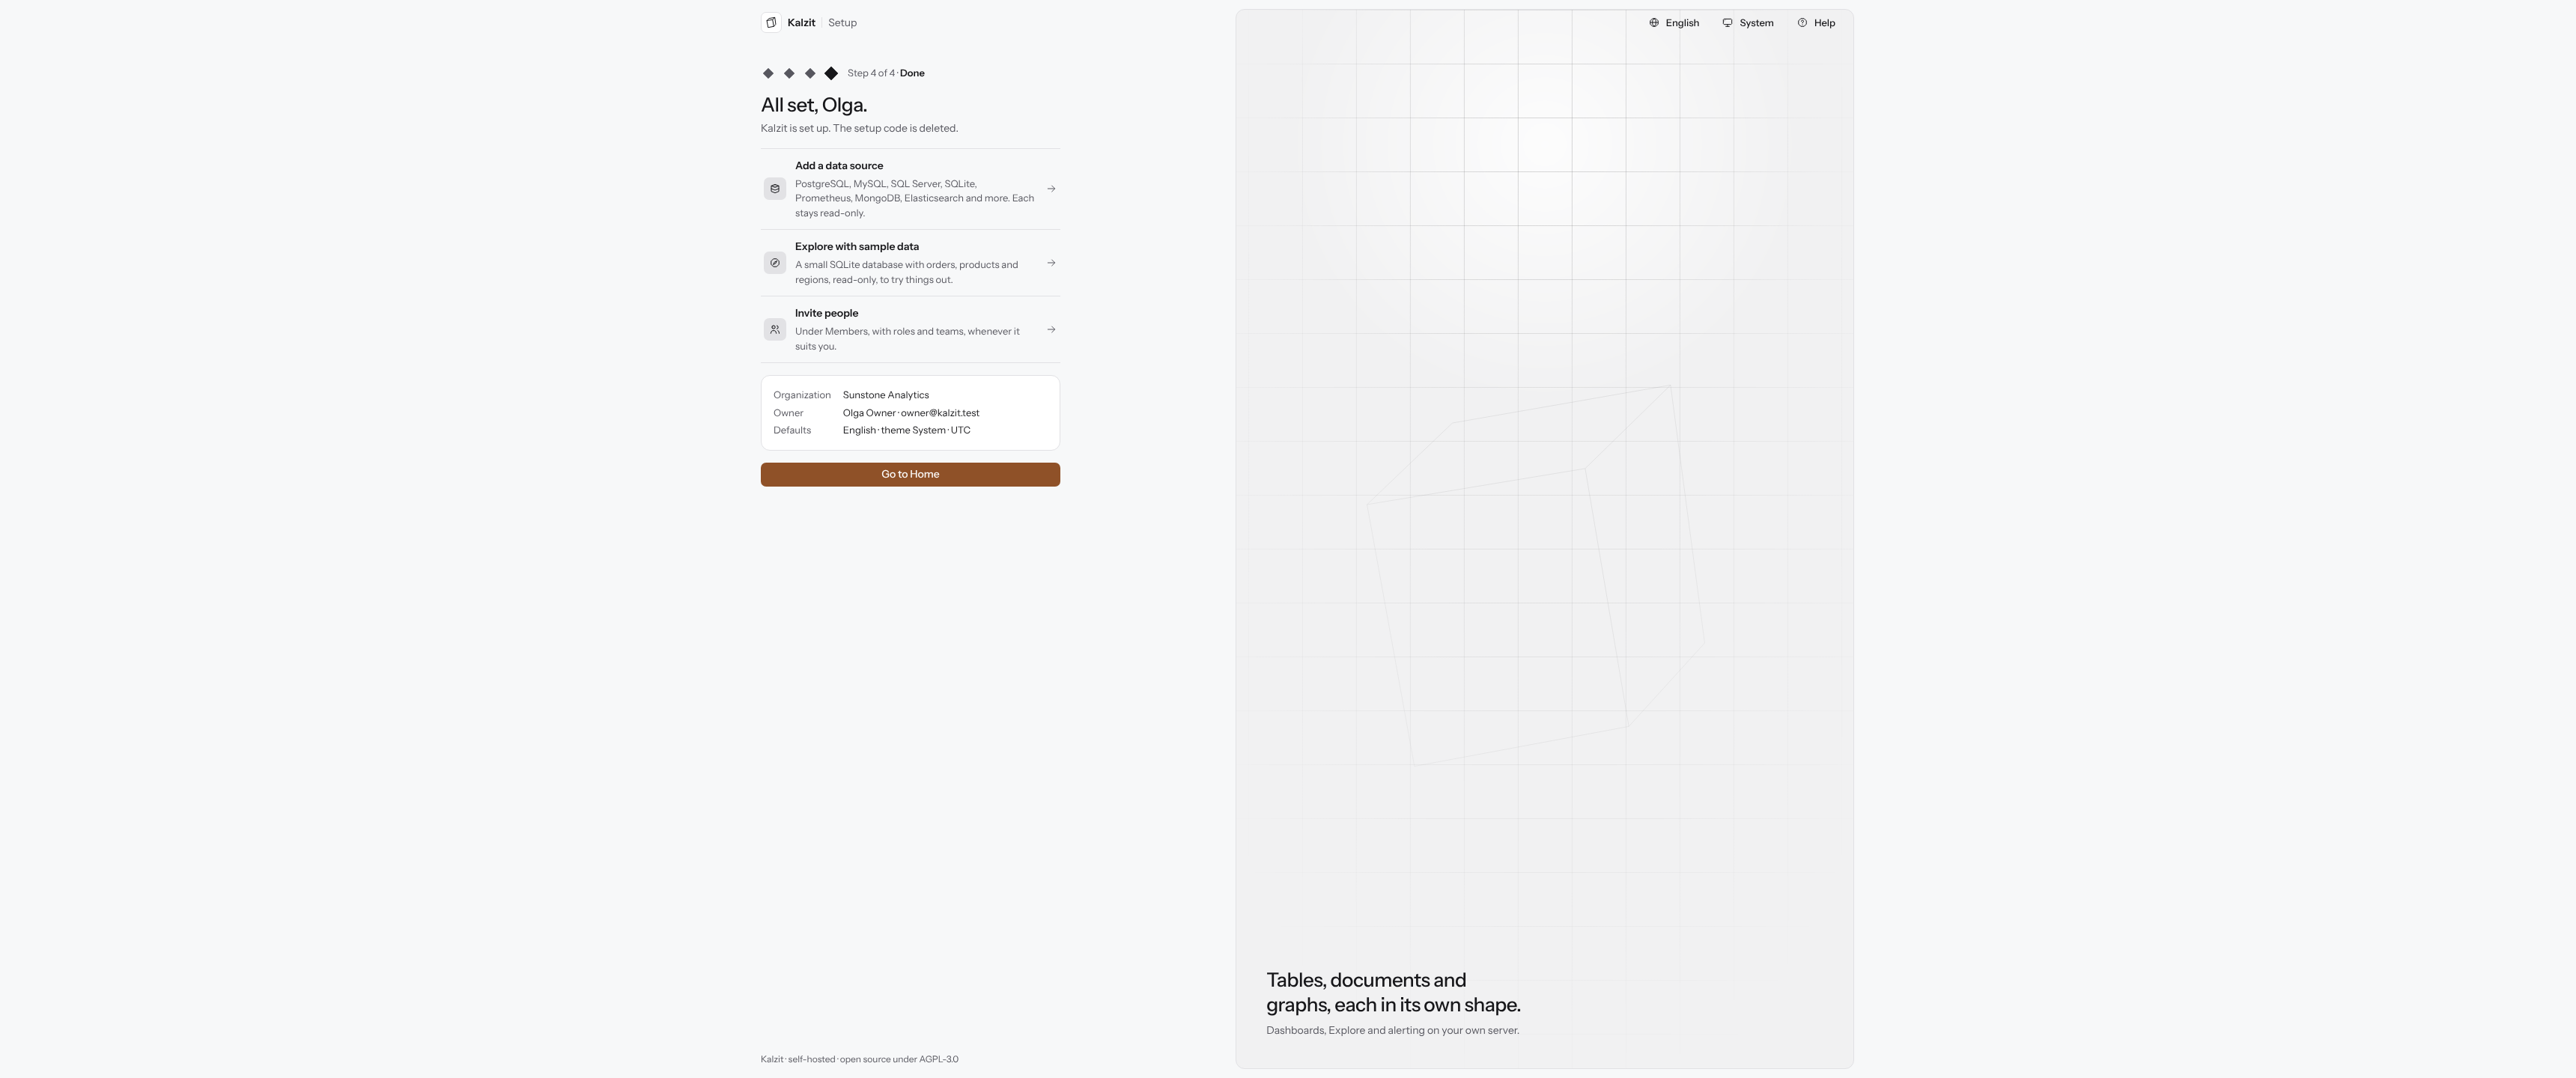 Kalzit Setup
English System Help
Step 4 of 4 · Done
All set, Olga.
Kalzit is set up. The setup code is deleted.
Add a data source
PostgreSQL, MySQL, SQL Server, SQLite,
Prometheus, MongoDB, Elasticsearch and more. Each
stays read-only.
Explore with sample data
A small SQLite database with orders, products and
regions, read-only, to try things out.
Invite people
Under Members, with roles and teams, whenever it
suits you.
Organization Sunstone Analytics
Owner Olga Owner · owner@kalzit.test
Defaults English · theme System · UTC
Go to Home
Tables, documents and
graphs, each in its own shape.
Dashboards, Explore and alerting on your own server.
Kalzit · self-hosted · open source under AGPL-3.0